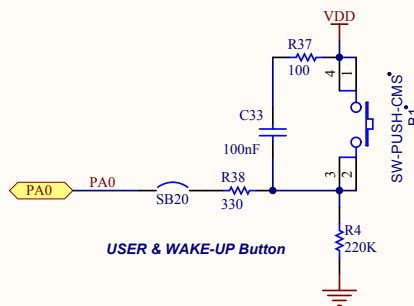 VDD
R37
100
4
1
C33
100nF
SW-PUSH-CMS
B1
PA0
PA0
SB20
R38
330
3
2
R4
220K
USER & WAKE-UP Button